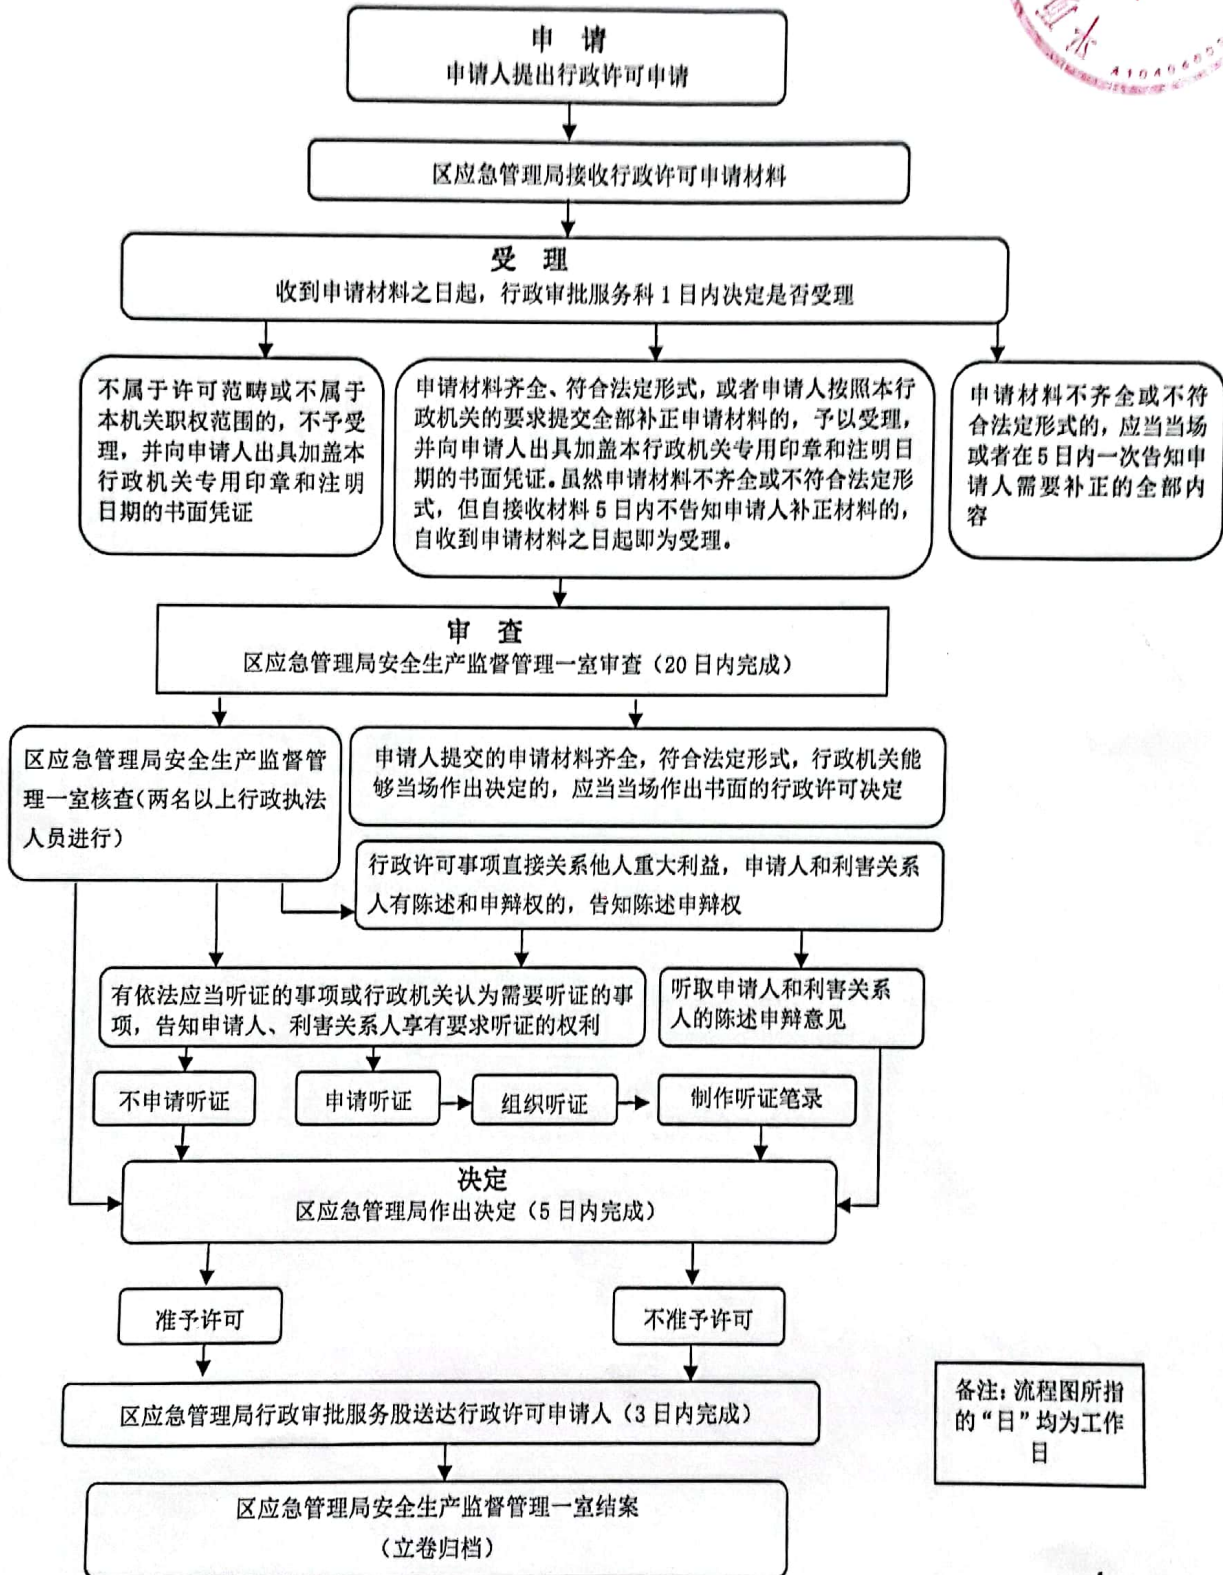 申 请
申请人提出行政许可申请
区应急管理局接收行政许可申请材料
受 理
收到申请材料之日起，行政审批服务科 1 日内决定是否受理
不属于许可范畴或不属于
本机关职权范围的，不予受
理，并向申请人出具加盖本
行政机关专用印章和注明
日期的书面凭证
申请材料齐全、符合法定形式，或者申请人按照本行
政机关的要求提交全部补正申请材料的，予以受理，
并向申请人出具加盖本行政机关专用印章和注明日
期的书面凭证。虽然申请材料不齐全或不符合法定形
式，但自接收材料 5 日内不告知申请人补正材料的，
自收到申请材料之日起即为受理。
申请材料不齐全或不符
合法定形式的，应当当场
或者在 5 日内一次告知申
请人需要补正的全部内
容
审 查
区应急管理局安全生产监督管理一室审查（20 日内完成）
区应急管理局安全生产监督管
理一室核查（两名以上行政执法
人员进行）
申请人提交的申请材料齐全，符合法定形式，行政机关能
够当场作出决定的，应当当场作出书面的行政许可决定
行政许可事项直接关系他人重大利益，申请人和利害关系
人有陈述和申辩权的，告知陈述申辩权
有依法应当听证的事项或行政机关认为需要听证的事
项，告知申请人、利害关系人享有要求听证的权利
听取申请人和利害关系
人的陈述申辩意见
不申请听证
申请听证
组织听证
制作听证笔录
决定
区应急管理局作出决定（5 日内完成）
准予许可
不准予许可
区应急管理局行政审批服务股送达行政许可申请人（3 日内完成）
备注：流程图所指
的“日”均为工作
日
区应急管理局安全生产监督管理一室结案
（立卷归档）